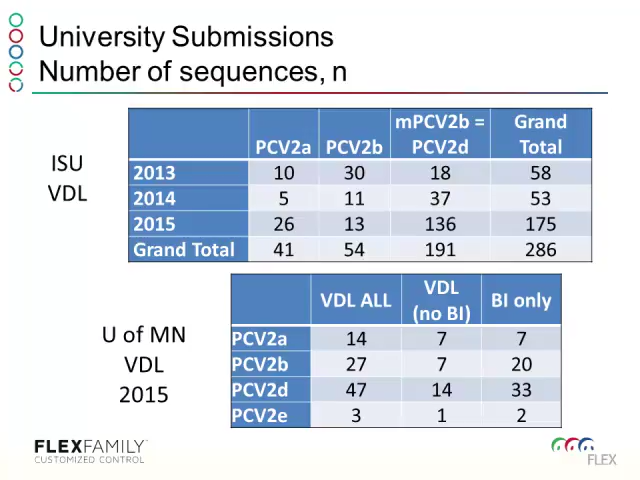 University Submissions
Number of sequences, n
ISU
VDL
PCV2a PCV2b mPCV2b = PCV2d Grand Total
2013 10 30 18 58
2014 5 11 37 53
2015 26 13 136 175
Grand Total 41 54 191 286
U of MN
VDL
2015
VDL ALL VDL (no BI) BI only
PCV2a 14 7 7
PCV2b 27 7 20
PCV2d 47 14 33
PCV2e 3 1 2
FLEXFAMILY
CUSTOMIZED CONTROL
FLEX